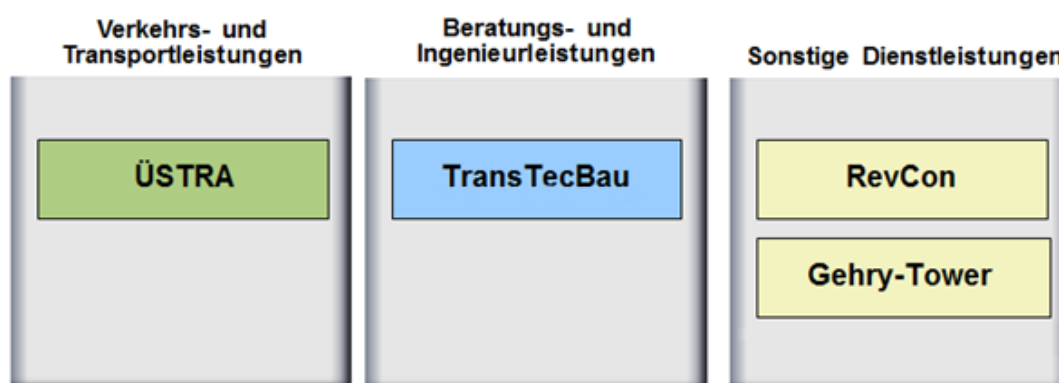 Verkehrs- und
Transportleistungen
Beratungs- und
Ingenieurleistungen
Sonstige Dienstleistungen
ÜSTRA
TransTecBau
RevCon
Gehry-Tower